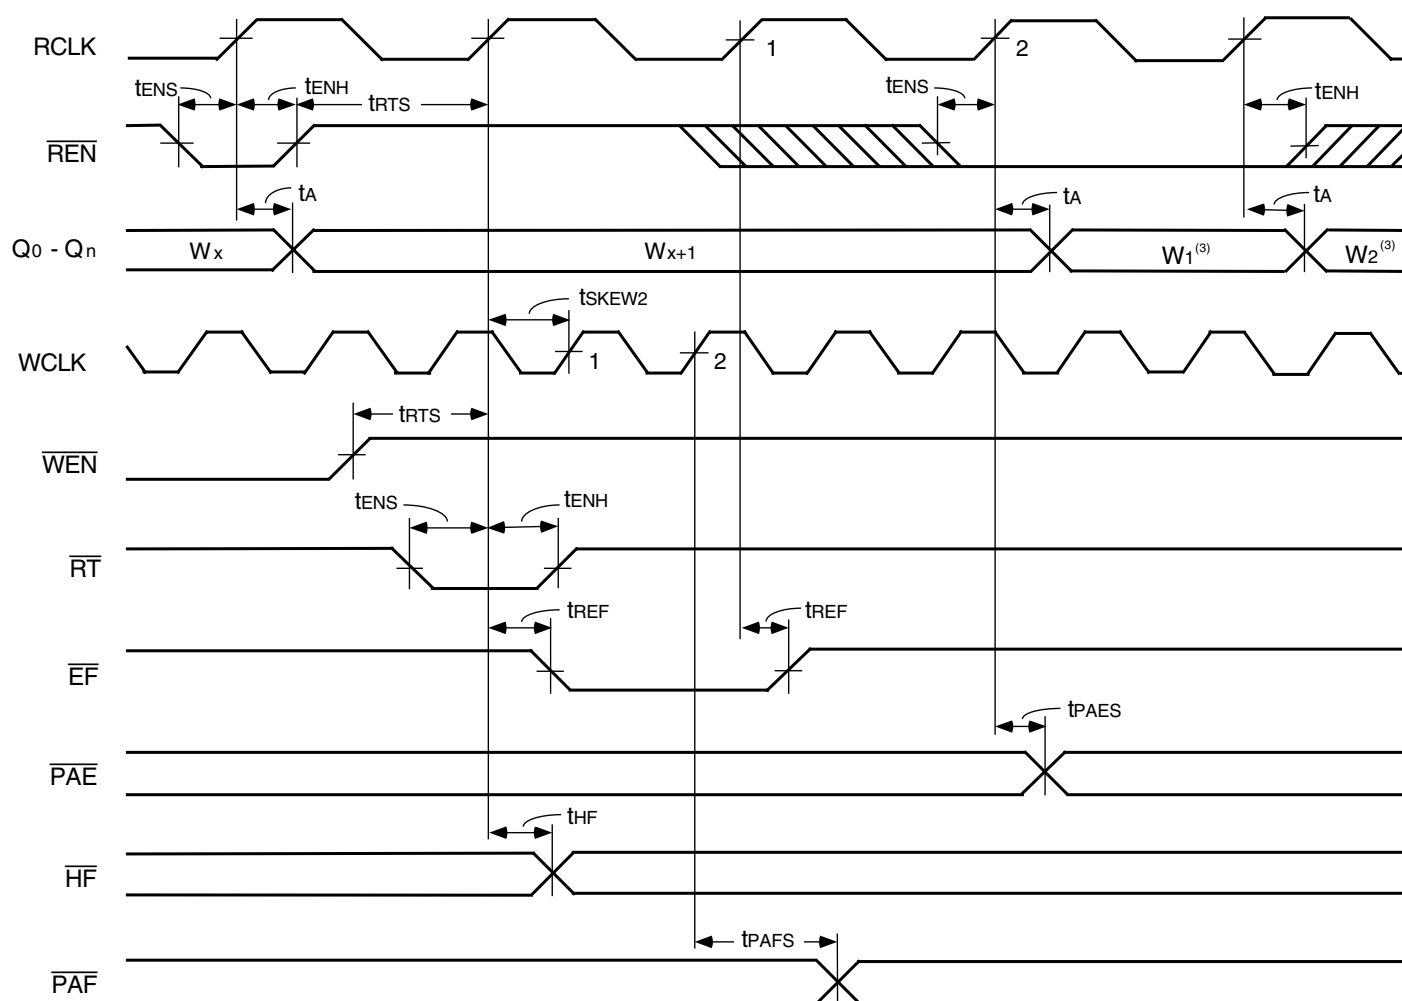 RCLK 1 2
tENS tENH tRTS tENS tENH
REN
tA tA tA
Q0 - Qn Wx Wx+1 W1(3) W2(3)
tSKEW2
WCLK 1 2
tRTS
WEN
tENS tENH
RT
tREF tREF
EF
tPAES
PAE
tHF
HF
tPAFS
PAF